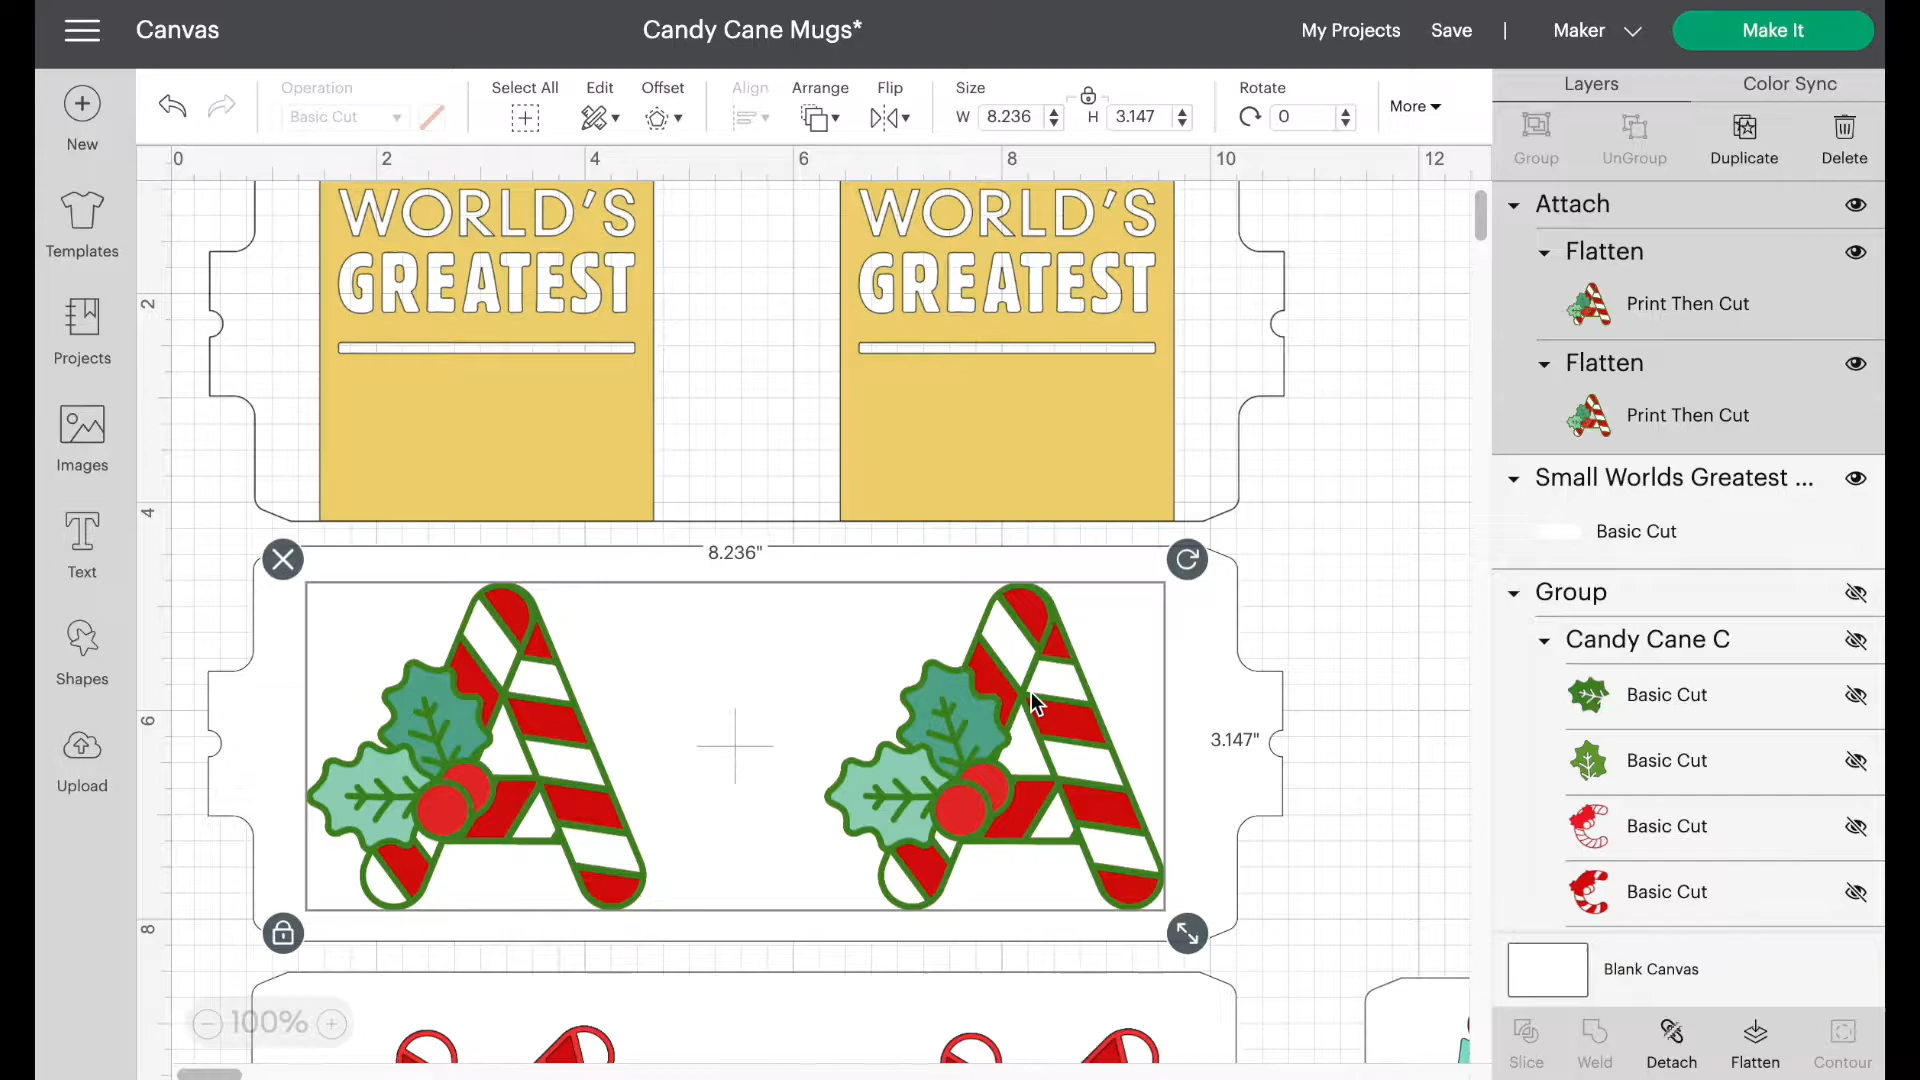 Canvas
Candy Cane Mugs*
My Projects
Save
|
Maker
Make It
New
Templates
Projects
Images
Text
Shapes
Upload
Operation
Basic Cut
Select All
Edit
Offset
Align
Arrange
Flip
Size
W 8.236
H 3.147
Rotate
0
More
0 2 4 6 8 10 12
2
4
6
8
WORLD'S
GREATEST
WORLD'S
GREATEST
8.236"
3.147"
100%
Layers
Color Sync
Group
UnGroup
Duplicate
Delete
Attach
Flatten
Print Then Cut
Flatten
Print Then Cut
Small Worlds Greatest ...
Basic Cut
Group
Candy Cane C
Basic Cut
Basic Cut
Basic Cut
Basic Cut
Blank Canvas
Slice
Weld
Detach
Flatten
Contour